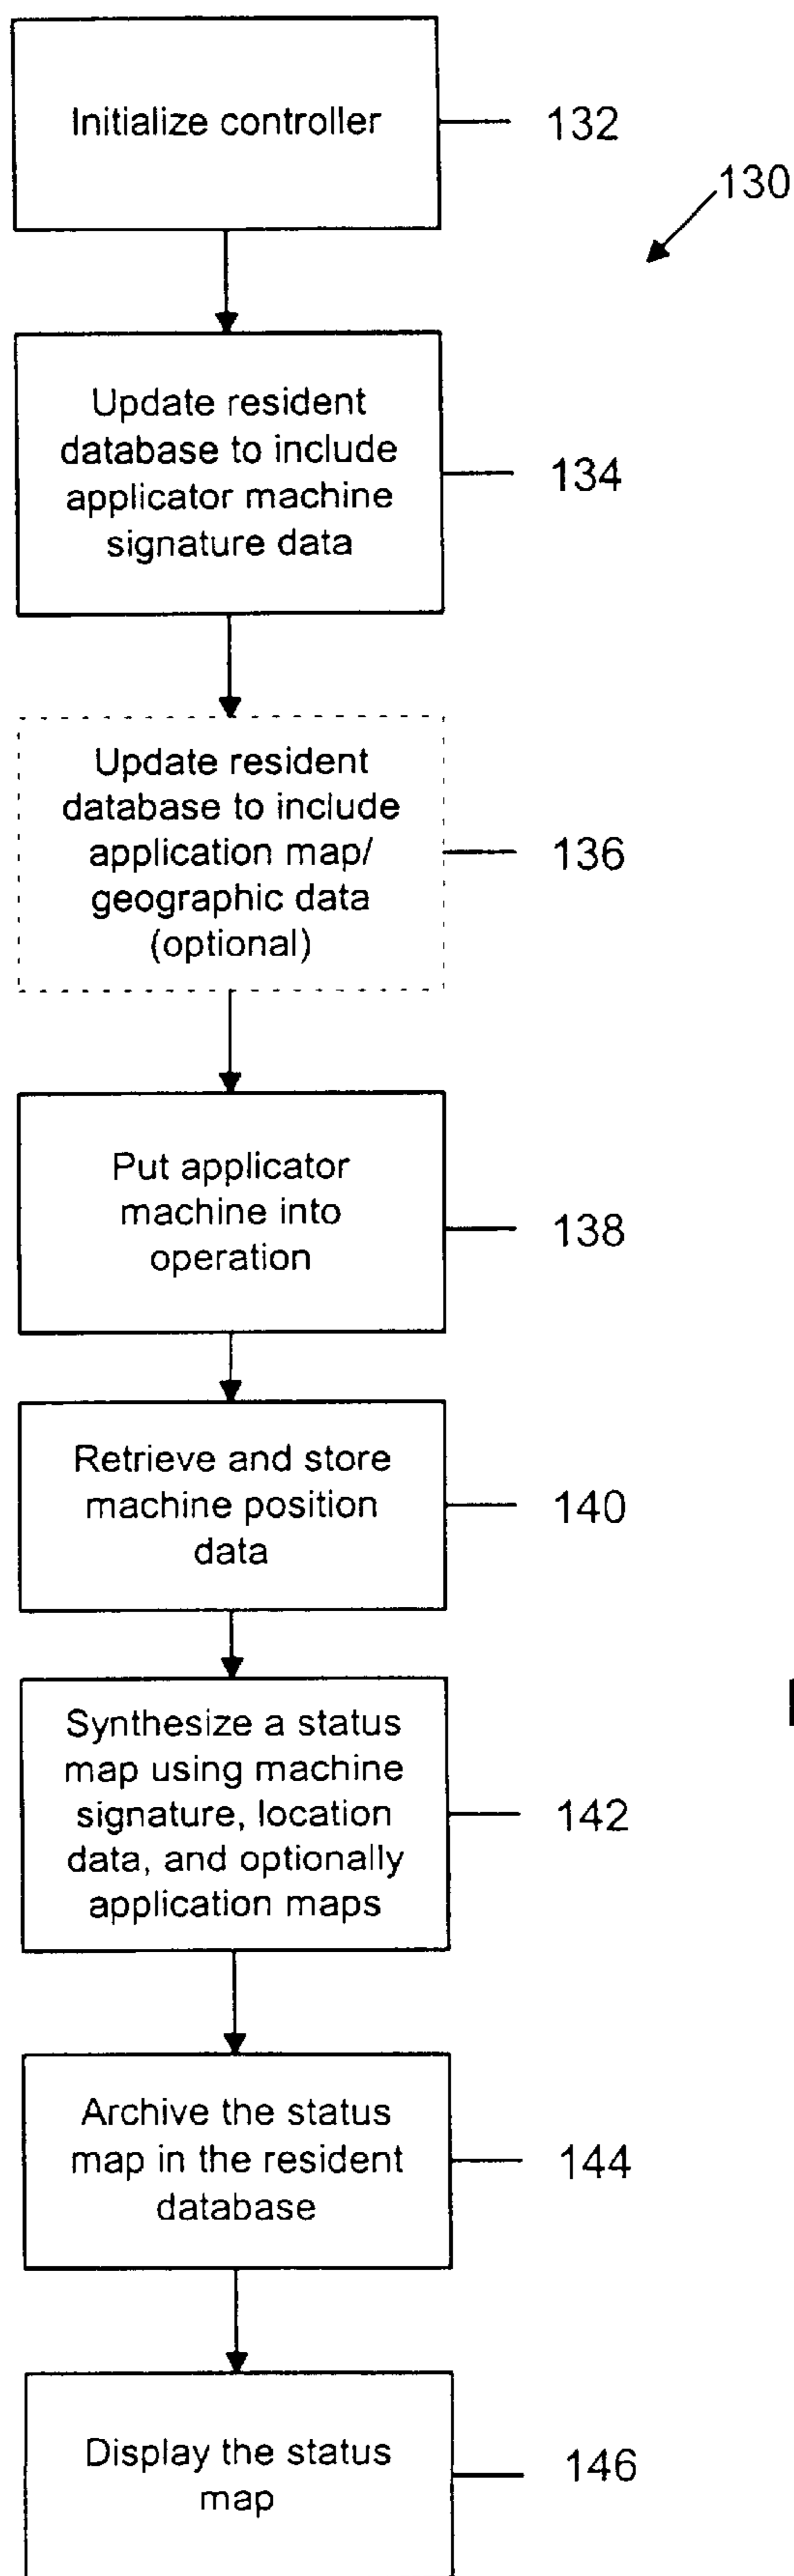 Initialize controller
132
130
Update resident
database to include
applicator machine
signature data
134
Update resident
database to include
application map/
geographic data
(optional)
136
Put applicator
machine into
operation
138
Retrieve and store
machine position
data
140
Synthesize a status
map using machine
signature, location
data, and optionally
application maps
142
Archive the status
map in the resident
database
144
Display the status
map
146